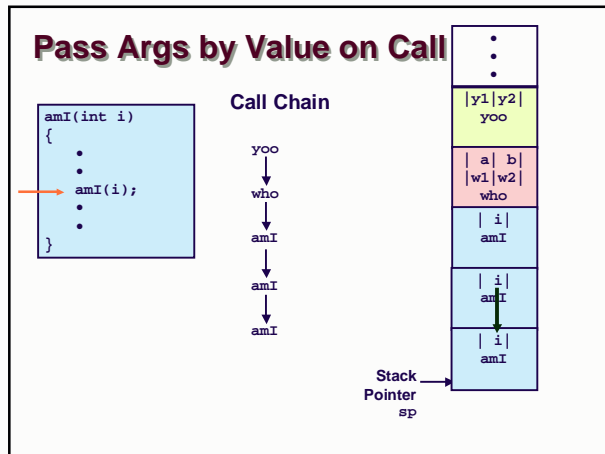 Pass Args by Value on Call
amI(int i)
{
•
•
amI(i);
•
•
}
Call Chain
yoo
who
amI
amI
amI
•
•
•
|y1|y2|
yoo
| a| b|
|w1|w2|
who
| i|
amI
| i|
amI
| i|
amI
Stack
Pointer
sp